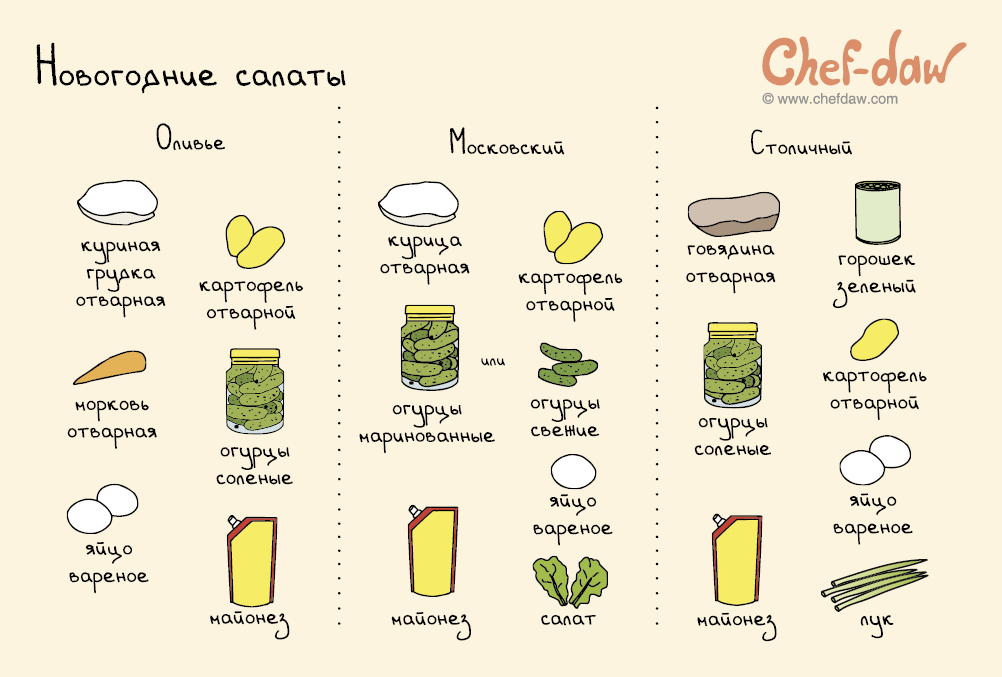 Новогодние салаты
Chef-daw
© www.chefdaw.com
Оливье
куриная
грудка
отварная
картофель
отварной
морковь
отварная
огурцы
соленые
яйцо
вареное
майонез
Московский
курица
отварная
картофель
отварной
огурцы
маринованные
или
огурцы
свежие
яйцо
вареное
майонез
салат
Столичный
говядина
отварная
горошек
зеленый
огурцы
соленые
картофель
отварной
яйцо
вареное
майонез
лук